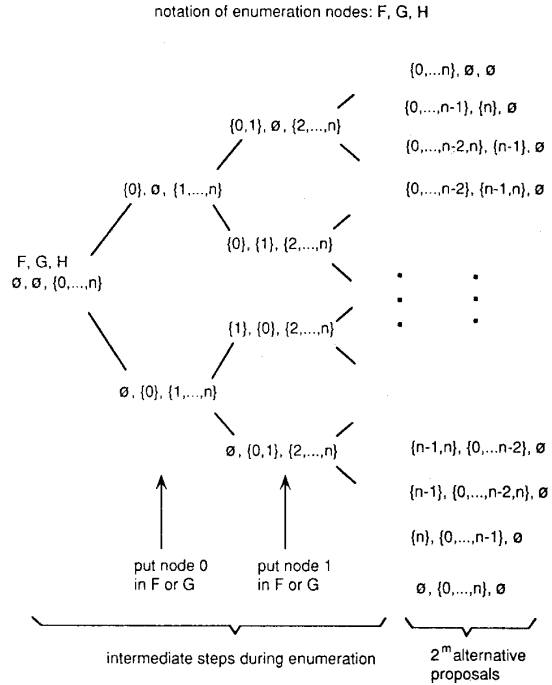 notation of enumeration nodes: F, G, H
{0,...n}, ø, ø
{0,...,n-1}, {n}, ø
{0,1}, ø, {2,...,n}
{0,...,n-2,n}, {n-1}, ø
{0}, ø, {1,...,n}
{0,...,n-2}, {n-1,n}, ø
{0}, {1}, {2,...,n}
F, G, H
ø, ø, {0,...,n}
{1}, {0}, {2,...,n}
ø, {0}, {1,...,n}
ø, {0,1}, {2,...,n}
{n-1,n}, {0,...n-2}, ø
{n-1}, {0,...,n-2,n}, ø
{n}, {0,...,n-1}, ø
put node 0
in F or G
put node 1
in F or G
ø, {0,...,n}, ø
intermediate steps during enumeration
2^m alternative
proposals